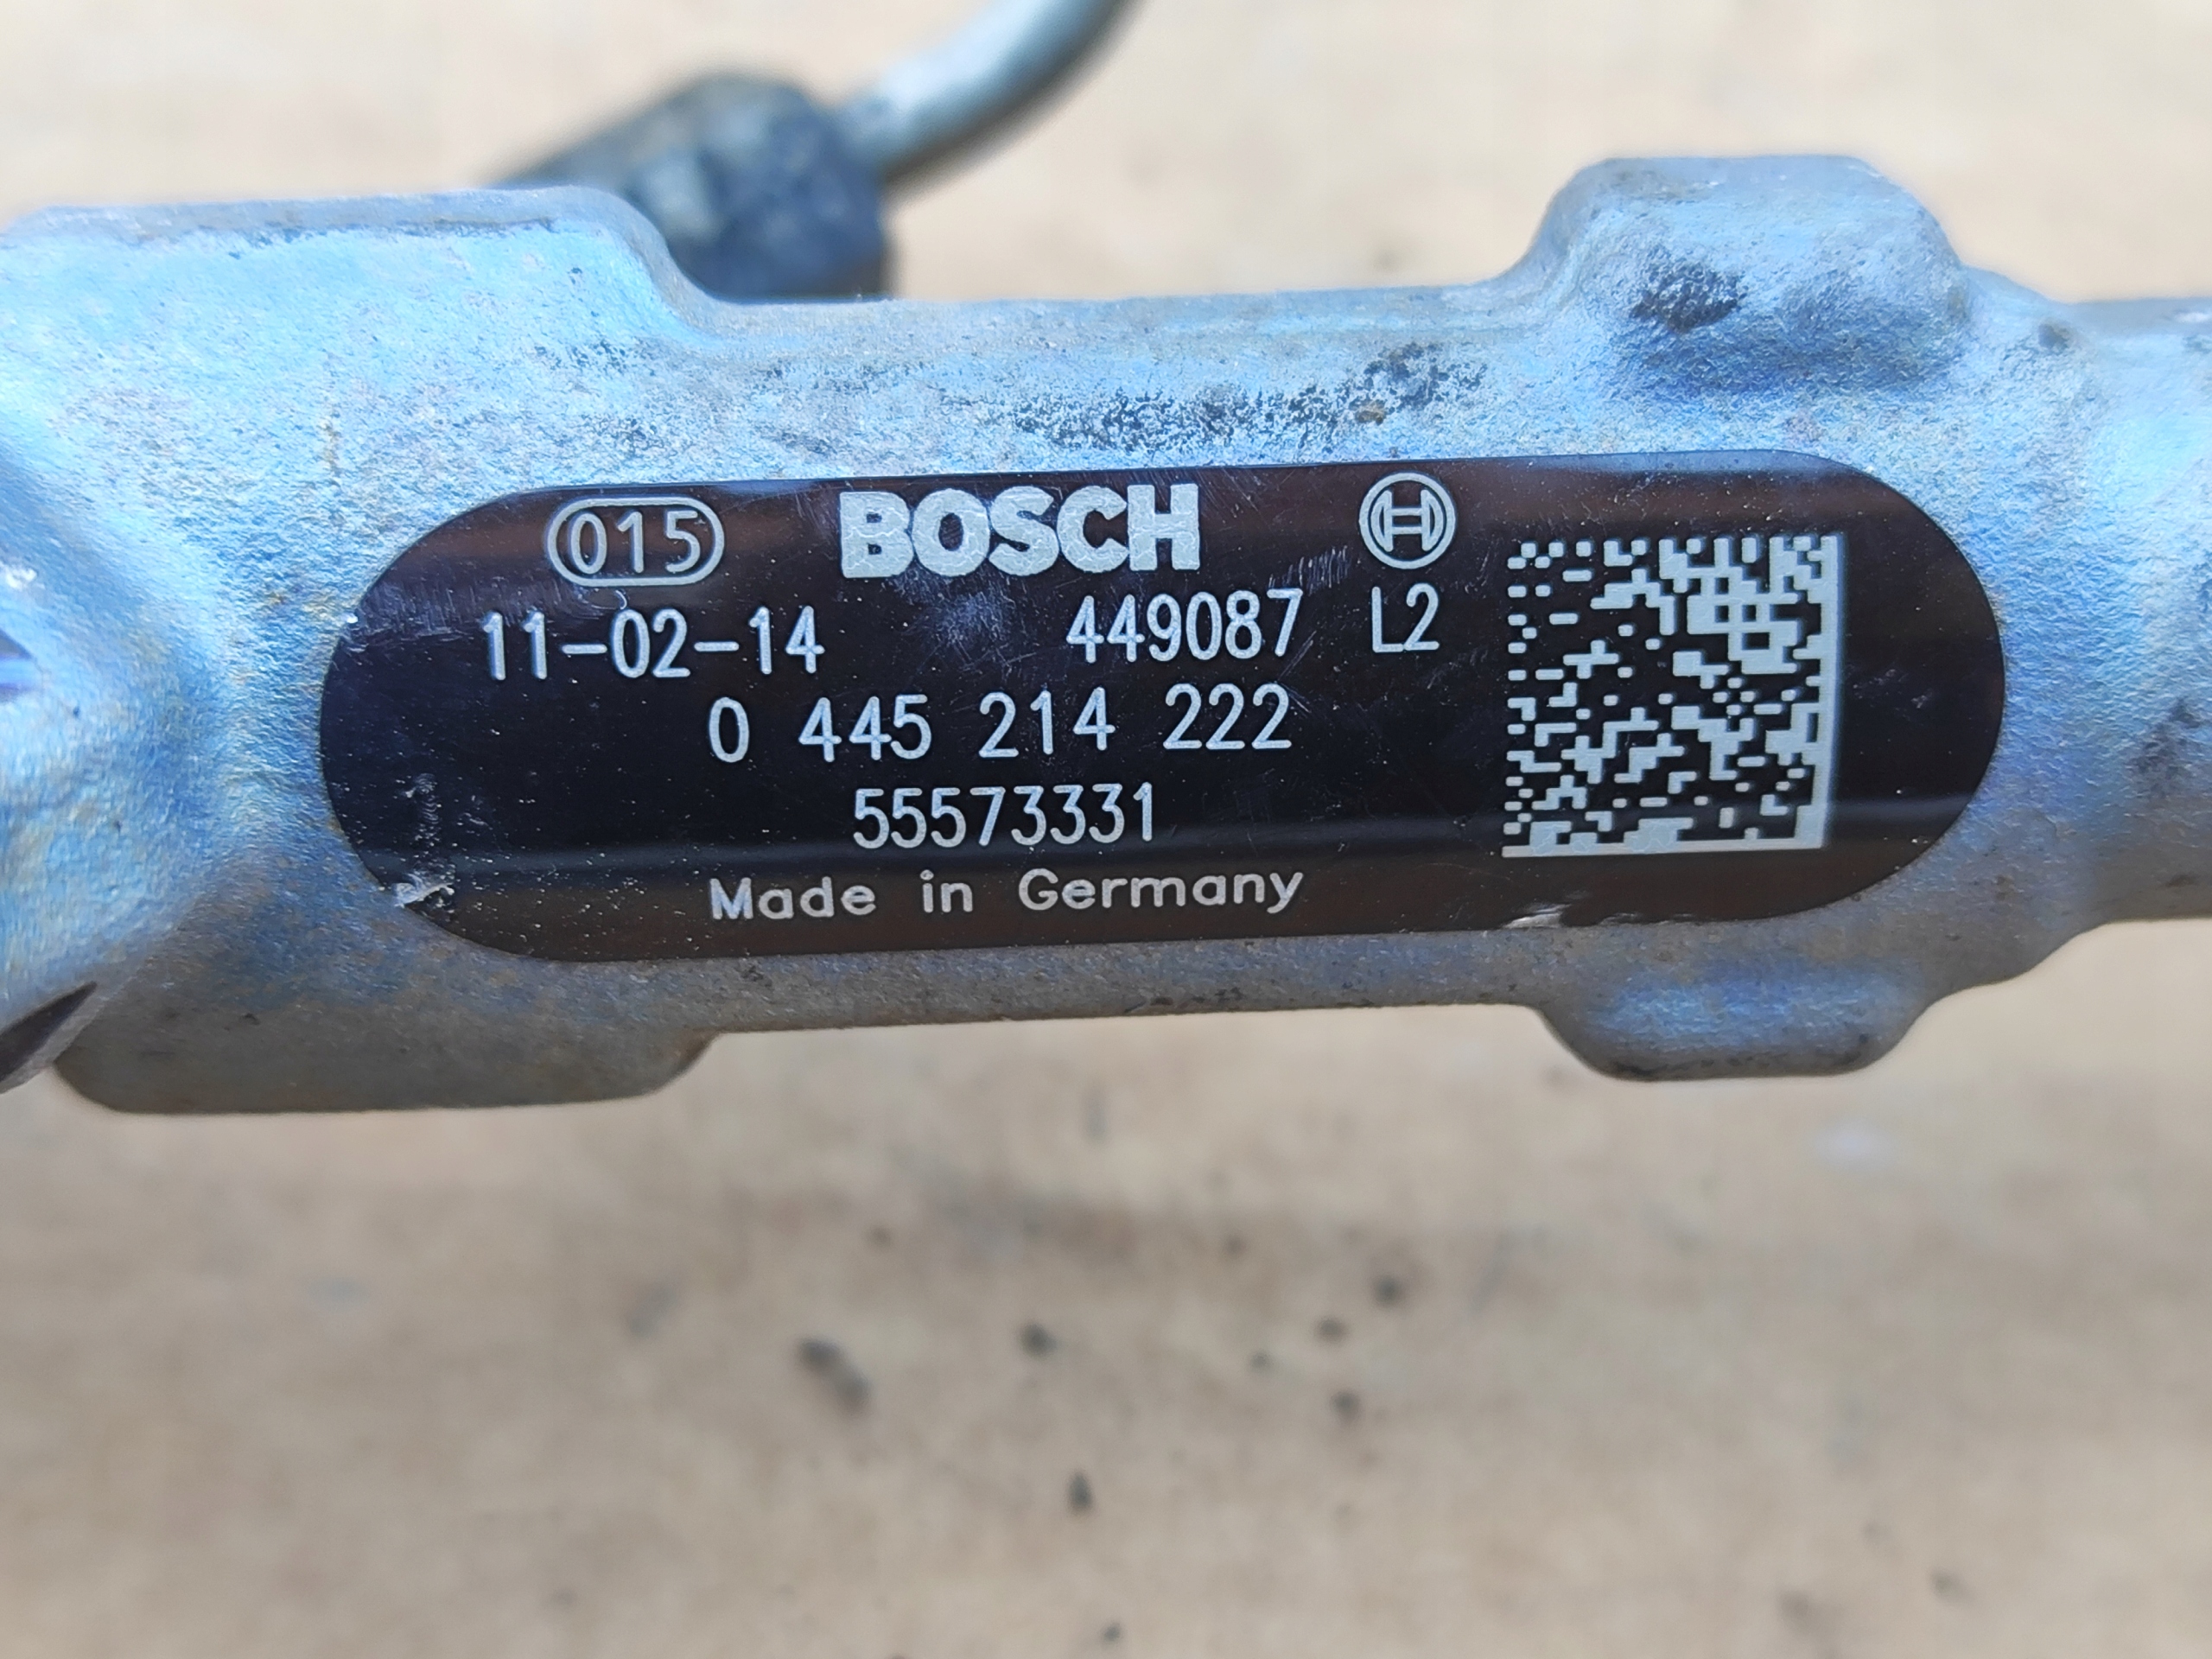 015 BOSCH
11-02-14 449087 L2
0 445 214 222
55573331
Made in Germany